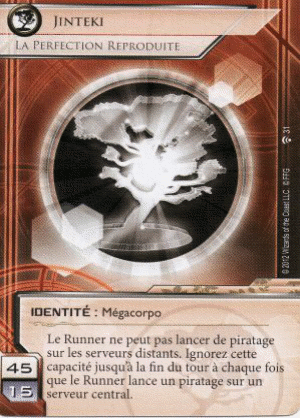 Jinteki
La Perfection Reproduite
31
© 2012 Wizards of the Coast LLC. © FFG
IDENTITÉ : Mégacorpo
Le Runner ne peut pas lancer de piratage
sur les serveurs distants. Ignorez cette
capacité jusqu'à la fin du tour à chaque fois
que le Runner lance un piratage sur un
serveur central.
45
15